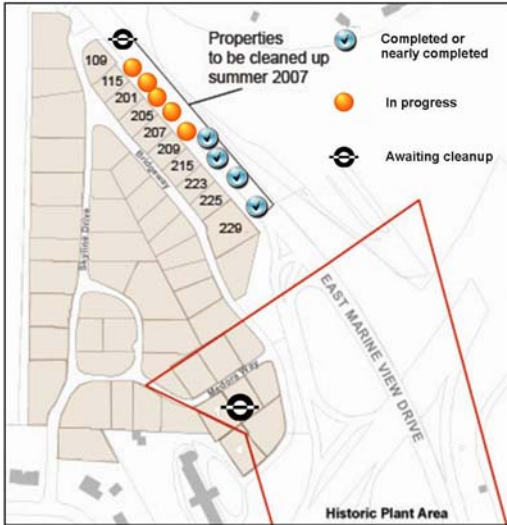 Properties
to be cleaned up
summer 2007
Completed or
nearly completed
In progress
Awaiting cleanup
109
115
201
205
207
209
215
223
225
229
Bridgeway
Skyline Drive
EAST MARINE VIEW DRIVE
Medora Way
Historic Plant Area